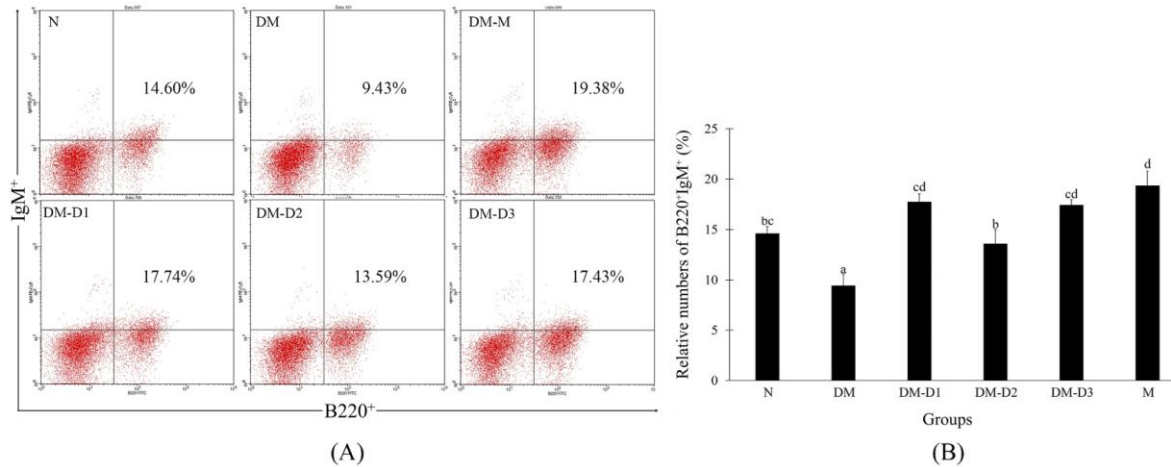 N
14.60%
DM
9.43%
DM-M
19.38%
DM-D1
17.74%
DM-D2
13.59%
DM-D3
17.43%
IgM⁺
B220⁺
(A)
Relative numbers of B220⁺IgM⁺ (%)
25
20
15
10
5
0
bc
a
cd
b
cd
d
N
DM
DM-D1
DM-D2
DM-D3
M
Groups
(B)